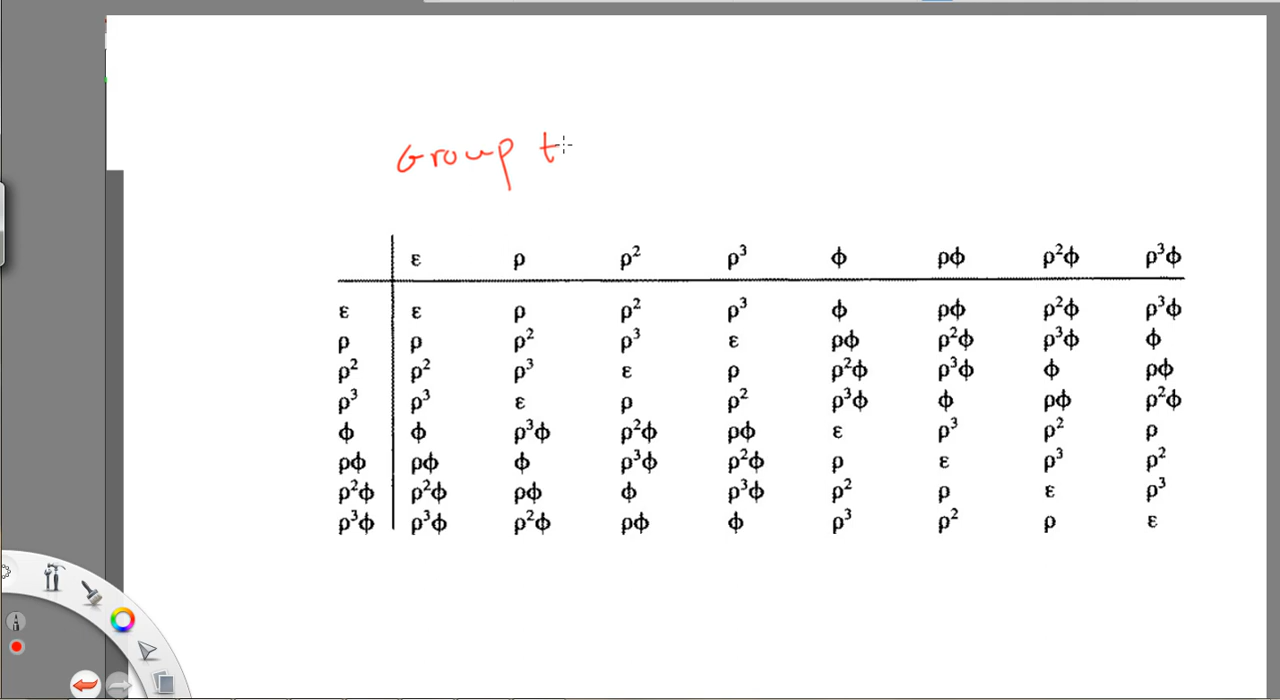 Group t
ε ρ ρ² ρ³ ϕ ρϕ ρ²ϕ ρ³ϕ
ε ε ρ ρ² ρ³ ϕ ρϕ ρ²ϕ ρ³ϕ
ρ ρ ρ² ρ³ ε ρϕ ρ²ϕ ρ³ϕ ϕ
ρ² ρ² ρ³ ε ρ ρ²ϕ ρ³ϕ ϕ ρϕ
ρ³ ρ³ ε ρ ρ² ρ³ϕ ϕ ρϕ ρ²ϕ
ϕ ϕ ρ³ϕ ρ²ϕ ρϕ ε ρ³ ρ² ρ
ρϕ ρϕ ϕ ρ³ϕ ρ²ϕ ρ ε ρ³ ρ²
ρ²ϕ ρ²ϕ ρϕ ϕ ρ³ϕ ρ² ρ ε ρ³
ρ³ϕ ρ³ϕ ρ²ϕ ρϕ ϕ ρ³ ρ² ρ ε